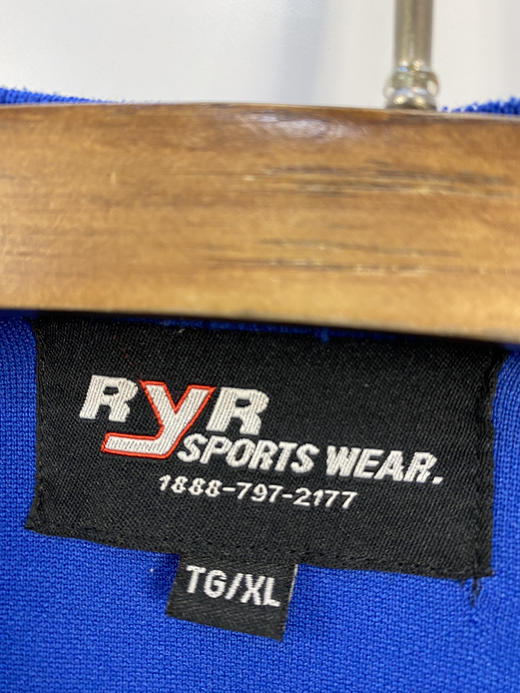 RyR
SPORTS WEAR.
1888-797-2177
TG/XL